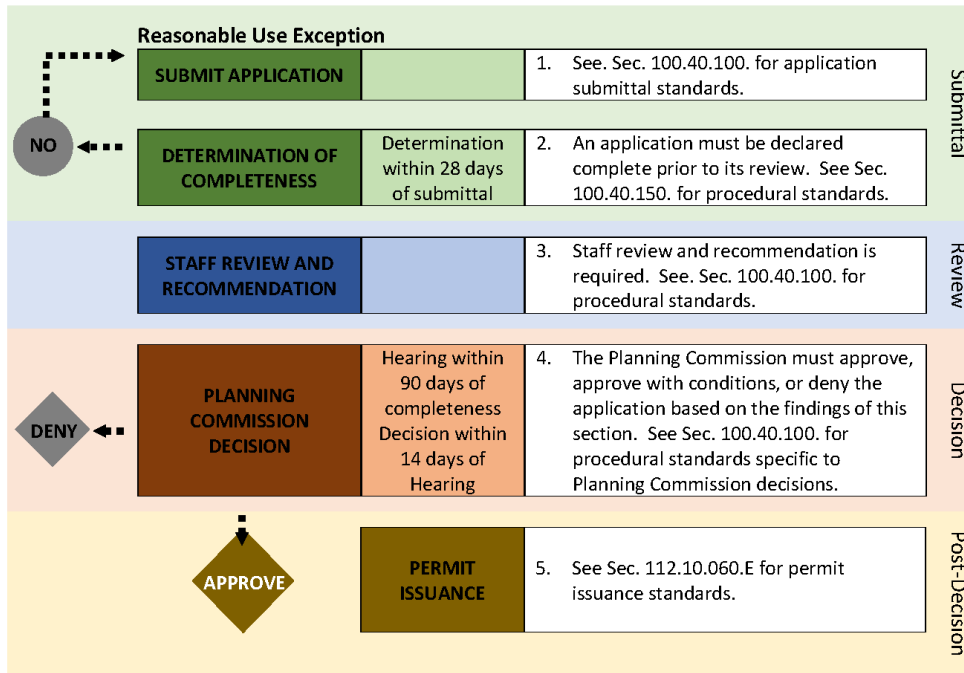 Reasonable Use Exception
SUBMIT APPLICATION
1. See. Sec. 100.40.100. for application
submittal standards.
Submittal
NO
DETERMINATION OF
COMPLETENESS
Determination
within 28 days
of submittal
2. An application must be declared
complete prior to its review. See Sec.
100.40.150. for procedural standards.
STAFF REVIEW AND
RECOMMENDATION
3. Staff review and recommendation is
required. See. Sec. 100.40.100. for
procedural standards.
Review
DENY
PLANNING
COMMISSION
DECISION
Hearing within
90 days of
completeness
Decision within
14 days of
Hearing
4. The Planning Commission must approve,
approve with conditions, or deny the
application based on the findings of this
section. See Sec. 100.40.100. for
procedural standards specific to
Planning Commission decisions.
Decision
APPROVE
PERMIT
ISSUANCE
5. See Sec. 112.10.060.E for permit
issuance standards.
Post-Decision